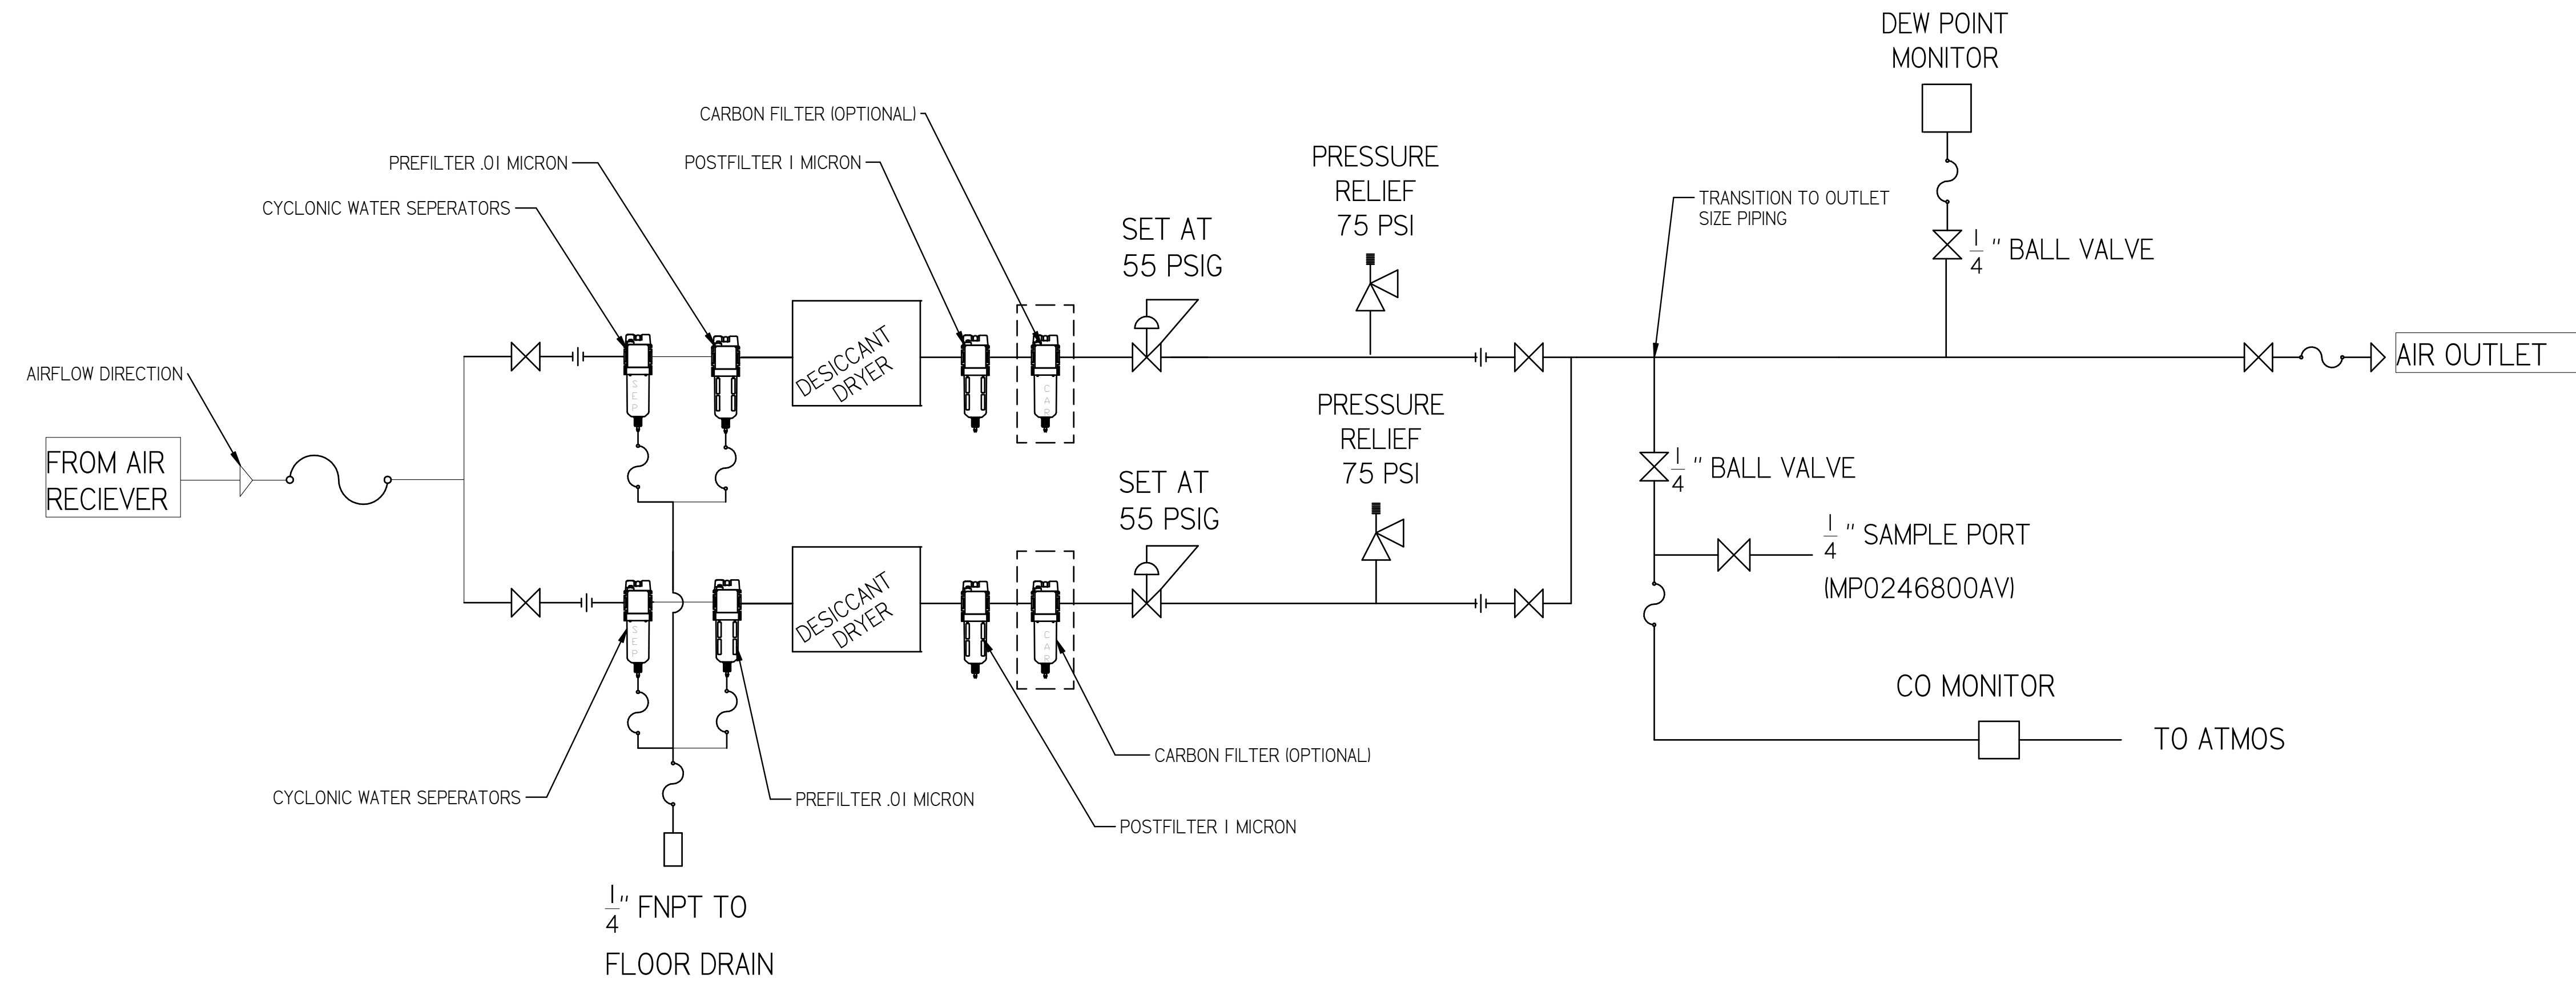 DEW POINT
MONITOR
CARBON FILTER (OPTIONAL)
PREFILTER .01 MICRON
POSTFILTER 1 MICRON
CYCLONIC WATER SEPERATORS
PRESSURE
RELIEF
75 PSI
SET AT
55 PSIG
TRANSITION TO OUTLET
SIZE PIPING
1/4 " BALL VALVE
AIRFLOW DIRECTION
FROM AIR
RECIEVER
SEP
DESICCANT
DRYER
CAR
AIR OUTLET
PRESSURE
RELIEF
75 PSI
SET AT
55 PSIG
1/4 " BALL VALVE
1/4 " SAMPLE PORT
(MP0246800AV)
SEP
DESICCANT
DRYER
CAR
CO MONITOR
TO ATMOS
CARBON FILTER (OPTIONAL)
CYCLONIC WATER SEPERATORS
PREFILTER .01 MICRON
POSTFILTER 1 MICRON
1/4" FNPT TO
FLOOR DRAIN